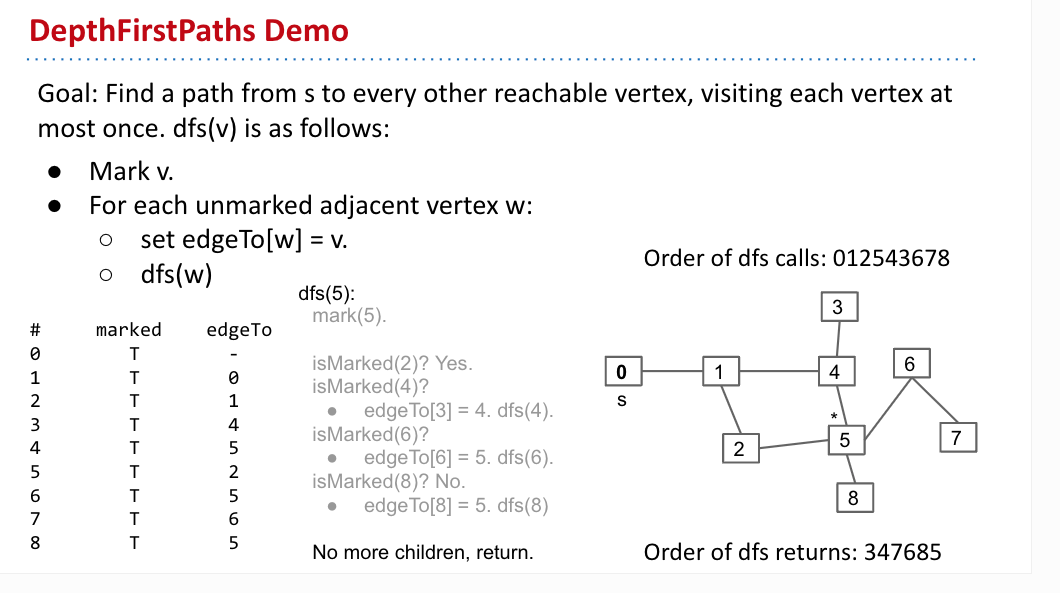 DepthFirstPaths Demo
Goal: Find a path from s to every other reachable vertex, visiting each vertex at
most once. dfs(v) is as follows:
● Mark v.
● For each unmarked adjacent vertex w:
○ set edgeTo[w] = v.
○ dfs(w)
# marked edgeTo
0 T -
1 T 0
2 T 1
3 T 4
4 T 5
5 T 2
6 T 5
7 T 6
8 T 5
dfs(5):
mark(5).
isMarked(2)? Yes.
isMarked(4)?
● edgeTo[3] = 4. dfs(4).
isMarked(6)?
● edgeTo[6] = 5. dfs(6).
isMarked(8)? No.
● edgeTo[8] = 5. dfs(8)
No more children, return.
Order of dfs calls: 012543678
3
0
1
4
6
s
*
2
5
7
8
Order of dfs returns: 347685